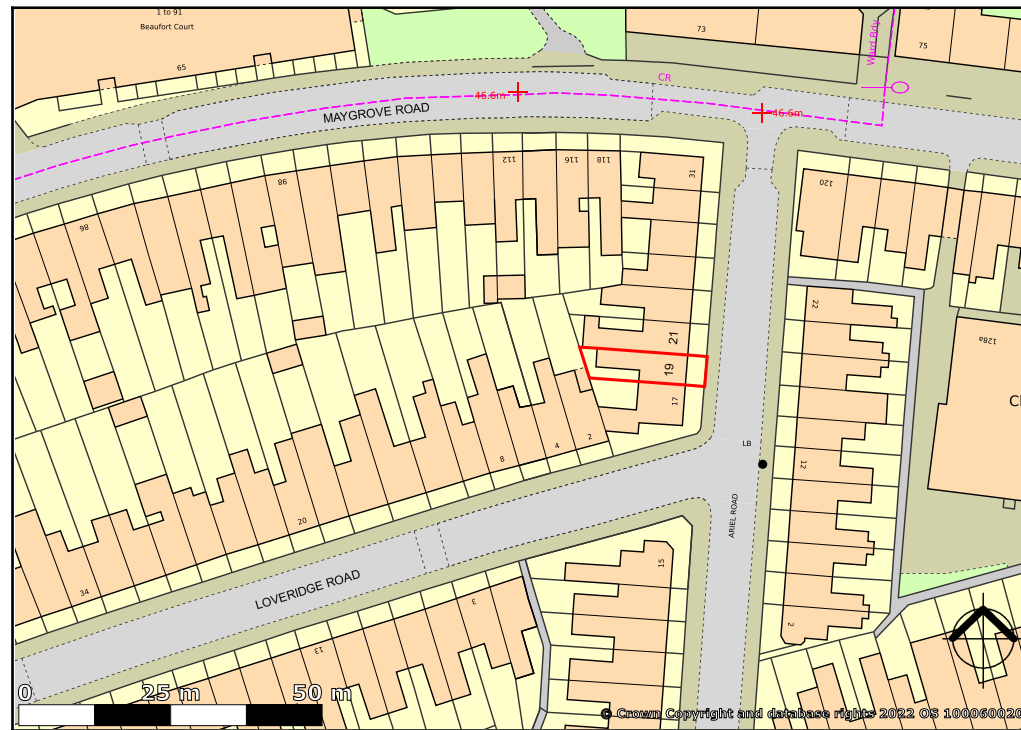 1 to 91
Beaufort Court
65
73
75
Ward Bdy
CR
46.6m
46.6m
MAYGROVE ROAD
112
116
118
31
120
98
86
22
128a
21
19
17
2
4
8
20
34
12
LB
ARIEL ROAD
LOVERIDGE ROAD
15
3
13
2
0
25 m
50 m
© Crown Copyright and database rights 2022 OS 100060020